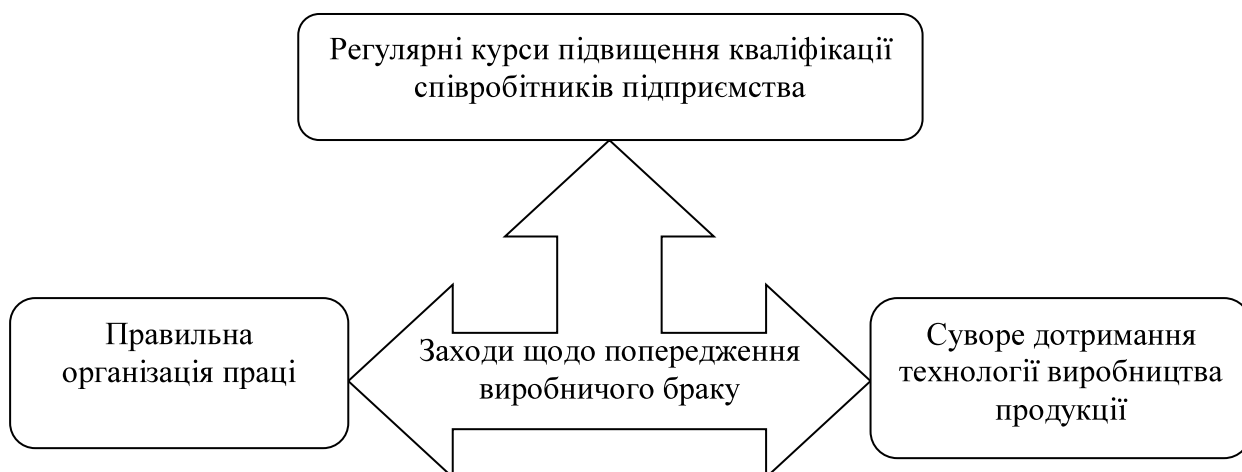 Регулярні курси підвищення кваліфікації
співробітників підприємства
Правильна
організація праці
Заходи щодо попередження
виробничого браку
Суворе дотримання
технології виробництва
продукції